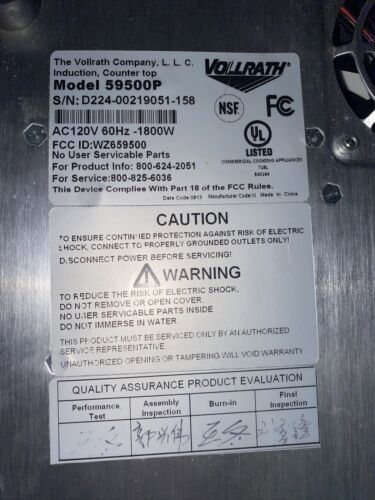 The Vollrath Company, L. L. C.
Induction, Counter top
Model 59500P
S/N: D224-00219051-158
VOLLRATH
NSF.
FC
UL
LISTED
COMMERCIAL COOKING APPLIANCES
AC120V 60Hz -1800W
FCC ID:WZ659500
No User Servicable Parts
For Product Info: 800-624-2051
For Service:800-825-6036
This Device Complies With Part 18 of the FCC Rules.
Made in China
CAUTION
TO ENSURE CONTINUED PROTECTION AGAINST RISK OF ELECTRIC
SHOCK, CONNECT TO PROPERLY GROUNDED OUTLETS ONLY!
DISCONNECT POWER BEFORE SERVICING!
WARNING
TO REDUCE THE RISK OF ELECTRIC SHOCK.
DO NOT REMOVE OR OPEN COVER.
NO USER SERVICABLE PARTS INSIDE
DO NOT IMMERSE IN WATER.
THIS PRODUCT MUST BE SERVICED ONLY BY AN AUTHORIZED
SERVICE REPRESENTATIVE.
UNAUTHORIZED OPENING OR TAMPERING WILL VOID WARRANTY.
QUALITY ASSURANCE PRODUCT EVALUATION
Performance Test
Assembly Inspection
Burn-in
Final Inspection